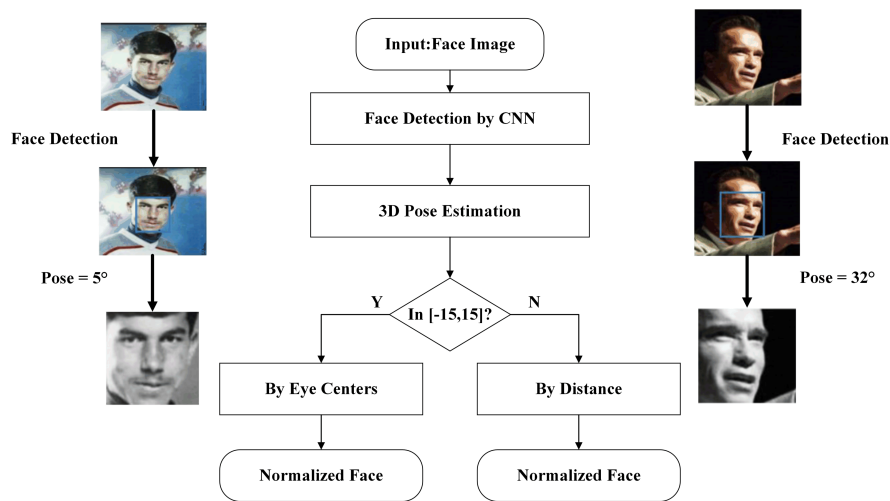 Input:Face Image
Face Detection by CNN
3D Pose Estimation
In [-15,15]?
Y
N
By Eye Centers
By Distance
Normalized Face
Normalized Face
Face Detection
Pose = 5°
Face Detection
Pose = 32°